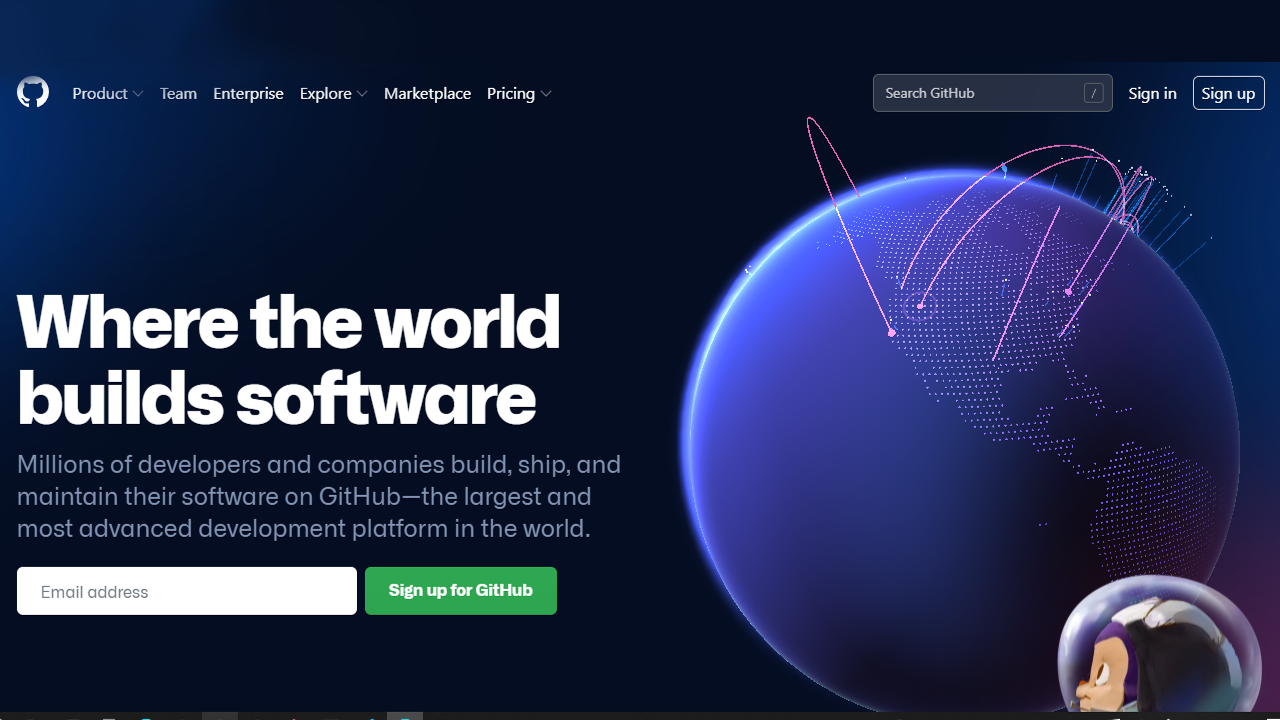 Product Team Enterprise Explore Marketplace Pricing Search GitHub / Sign in Sign up
Where the world
builds software
Millions of developers and companies build, ship, and
maintain their software on GitHub—the largest and
most advanced development platform in the world.
Email address Sign up for GitHub